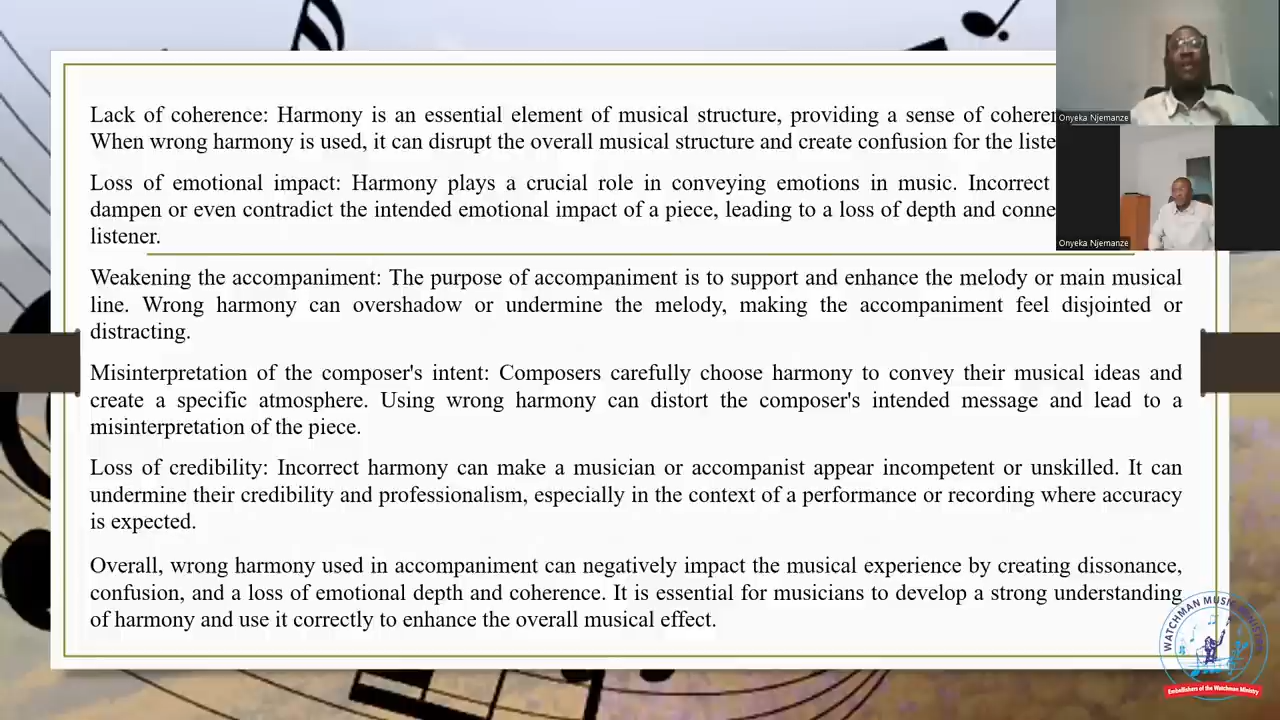 Lack of coherence: Harmony is an essential element of musical structure, providing a sense of
When wrong harmony is used, it can disrupt the overall musical structure and create confusion for the
Loss of emotional impact: Harmony plays a crucial role in conveying emotions in music. Incorrect
dampen or even contradict the intended emotional impact of a piece, leading to a loss of depth and
listener.
Weakening the accompaniment: The purpose of accompaniment is to support and enhance the melody or main musical
line. Wrong harmony can overshadow or undermine the melody, making the accompaniment feel disjointed or
distracting.
Misinterpretation of the composer's intent: Composers carefully choose harmony to convey their musical ideas and
create a specific atmosphere. Using wrong harmony can distort the composer's intended message and lead to a
misinterpretation of the piece.
Loss of credibility: Incorrect harmony can make a musician or accompanist appear incompetent or unskilled. It can
undermine their credibility and professionalism, especially in the context of a performance or recording where accuracy
is expected.
Overall, wrong harmony used in accompaniment can negatively impact the musical experience by creating dissonance,
confusion, and a loss of emotional depth and coherence. It is essential for musicians to develop a strong understanding
of harmony and use it correctly to enhance the overall musical effect.
Onyeka Njemanze
Onyeka Njemanze
WATCHMAN MUSIC
Embellishers of the Watchman Ministry